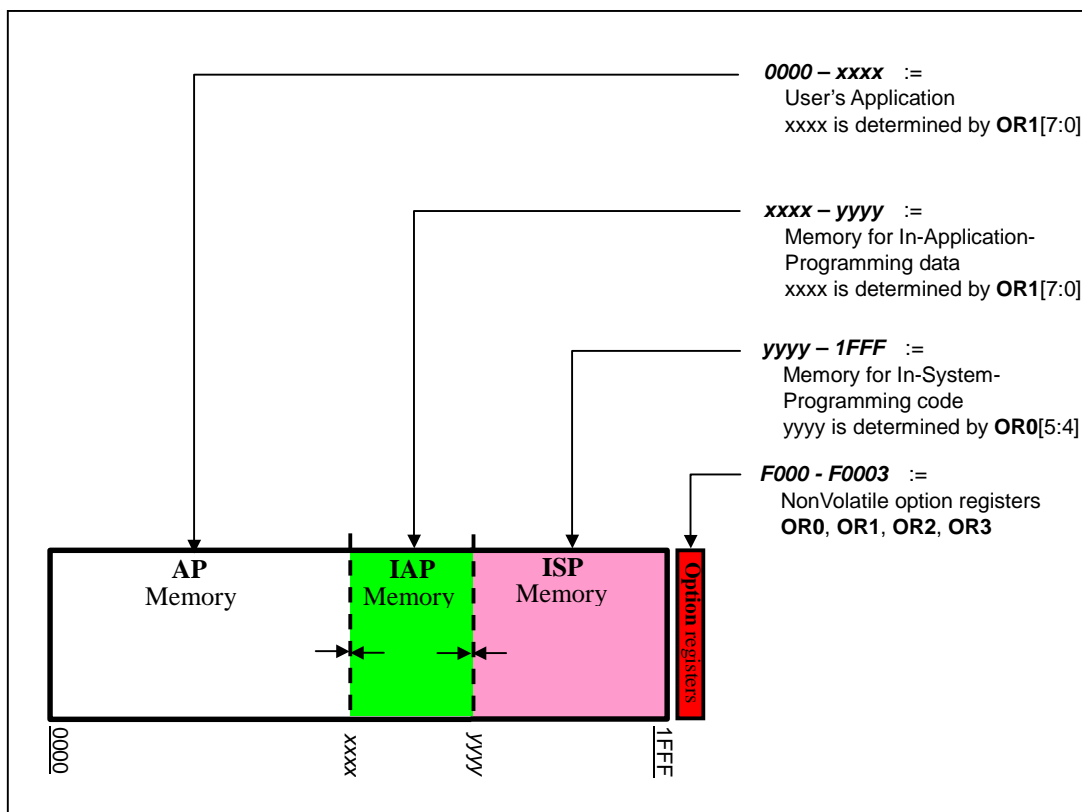 0000 – xxxx :=
User's Application
xxxx is determined by OR1[7:0]
xxxx – yyyy :=
Memory for In-Application-
Programming data
xxxx is determined by OR1[7:0]
yyyy – 1FFF :=
Memory for In-System-
Programming code
yyyy is determined by OR0[5:4]
F000 - F0003 :=
NonVolatile option registers
OR0, OR1, OR2, OR3
AP
Memory
IAP
Memory
ISP
Memory
Option registers
0000
xxxx
yyyy
1FFF